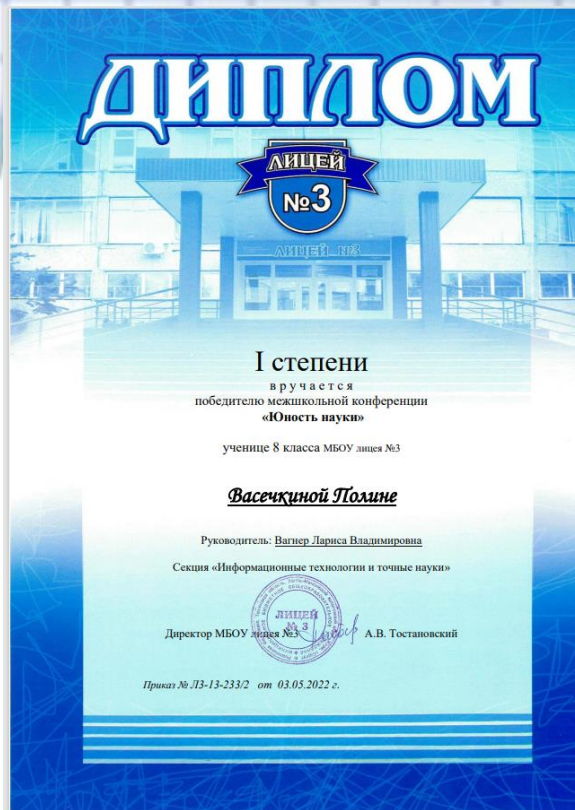 ДИПЛОМ
ЛИЦЕЙ
№3
ЛИЦЕЙ №3
I степени
вручается
победителю межшкольной конференции
«Юность науки»
ученице 8 класса МБОУ лицея №3
Васечкиной Полине
Руководитель: Вагнер Лариса Владимировна
Секция «Информационные технологии и точные науки»
ЛИЦЕЙ
№ 3
Директор МБОУ лицея №3 А.В. Тостановский
Приказ № Л3-13-233/2 от 03.05.2022 г.